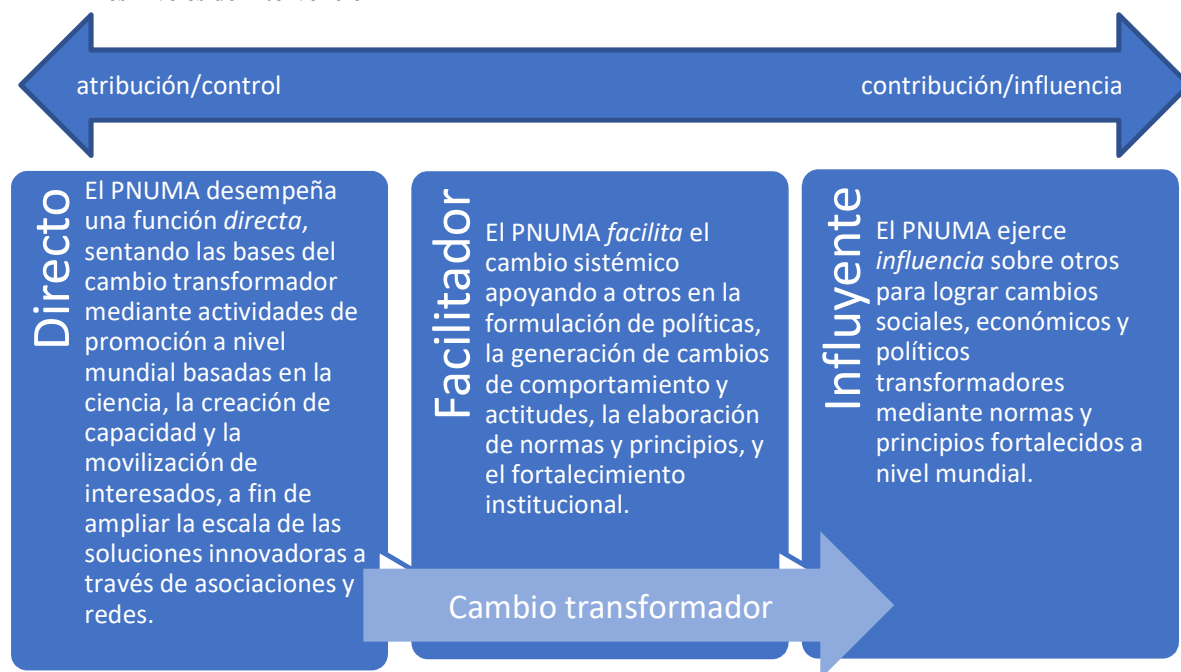 atribución/control
contribución/influencia
Directo
El PNUMA desempeña
una función directa,
sentando las bases del
cambio transformador
mediante actividades de
promoción a nivel
mundial basadas en la
ciencia, la creación de
capacidad y la
movilización de
interesados, a fin de
ampliar la escala de las
soluciones innovadoras a
través de asociaciones y
redes.
Facilitador
El PNUMA facilita el
cambio sistémico
apoyando a otros en la
formulación de políticas,
la generación de cambios
de comportamiento y
actitudes, la elaboración
de normas y principios, y
el fortalecimiento
institucional.
Influyente
El PNUMA ejerce
influencia sobre otros
para lograr cambios
sociales, económicos y
políticos
transformadores
mediante normas y
principios fortalecidos a
nivel mundial.
Cambio transformador